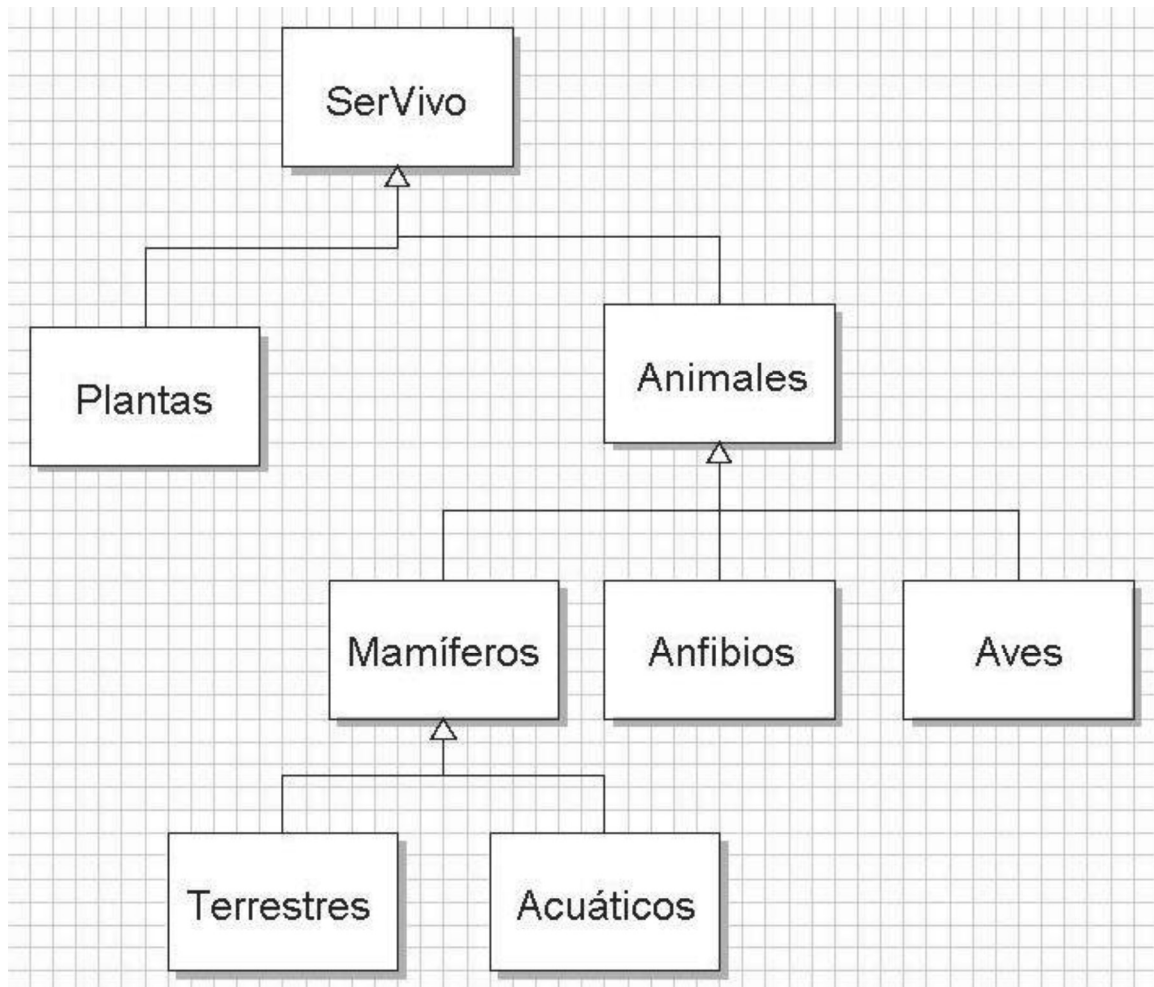 SerVivo
Plantas
Animales
Mamíferos
Anfibios
Aves
Terrestres
Acuáticos